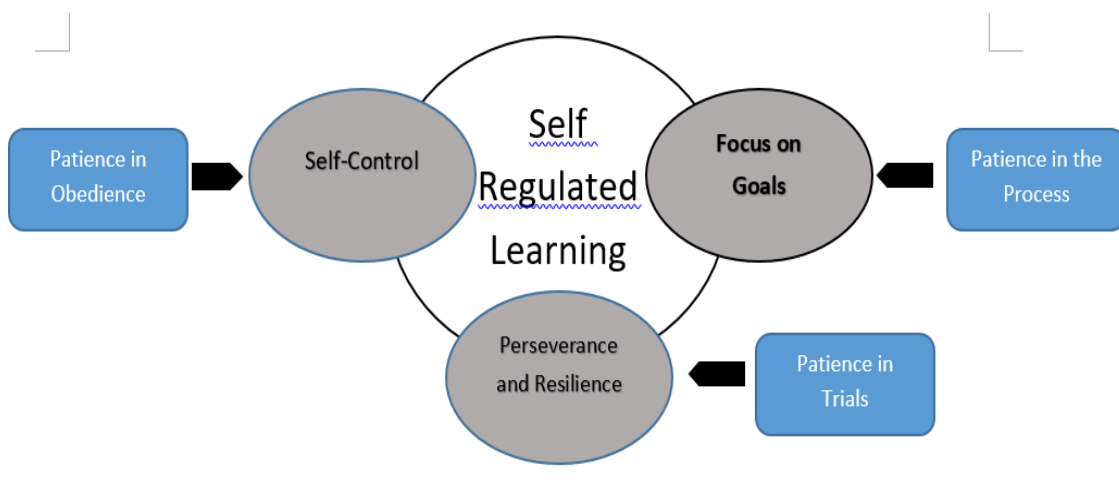 Self
Regulated
Learning
Patience in
Obedience
Self-Control
Focus on
Goals
Patience in the
Process
Perseverance
and Resilience
Patience in
Trials